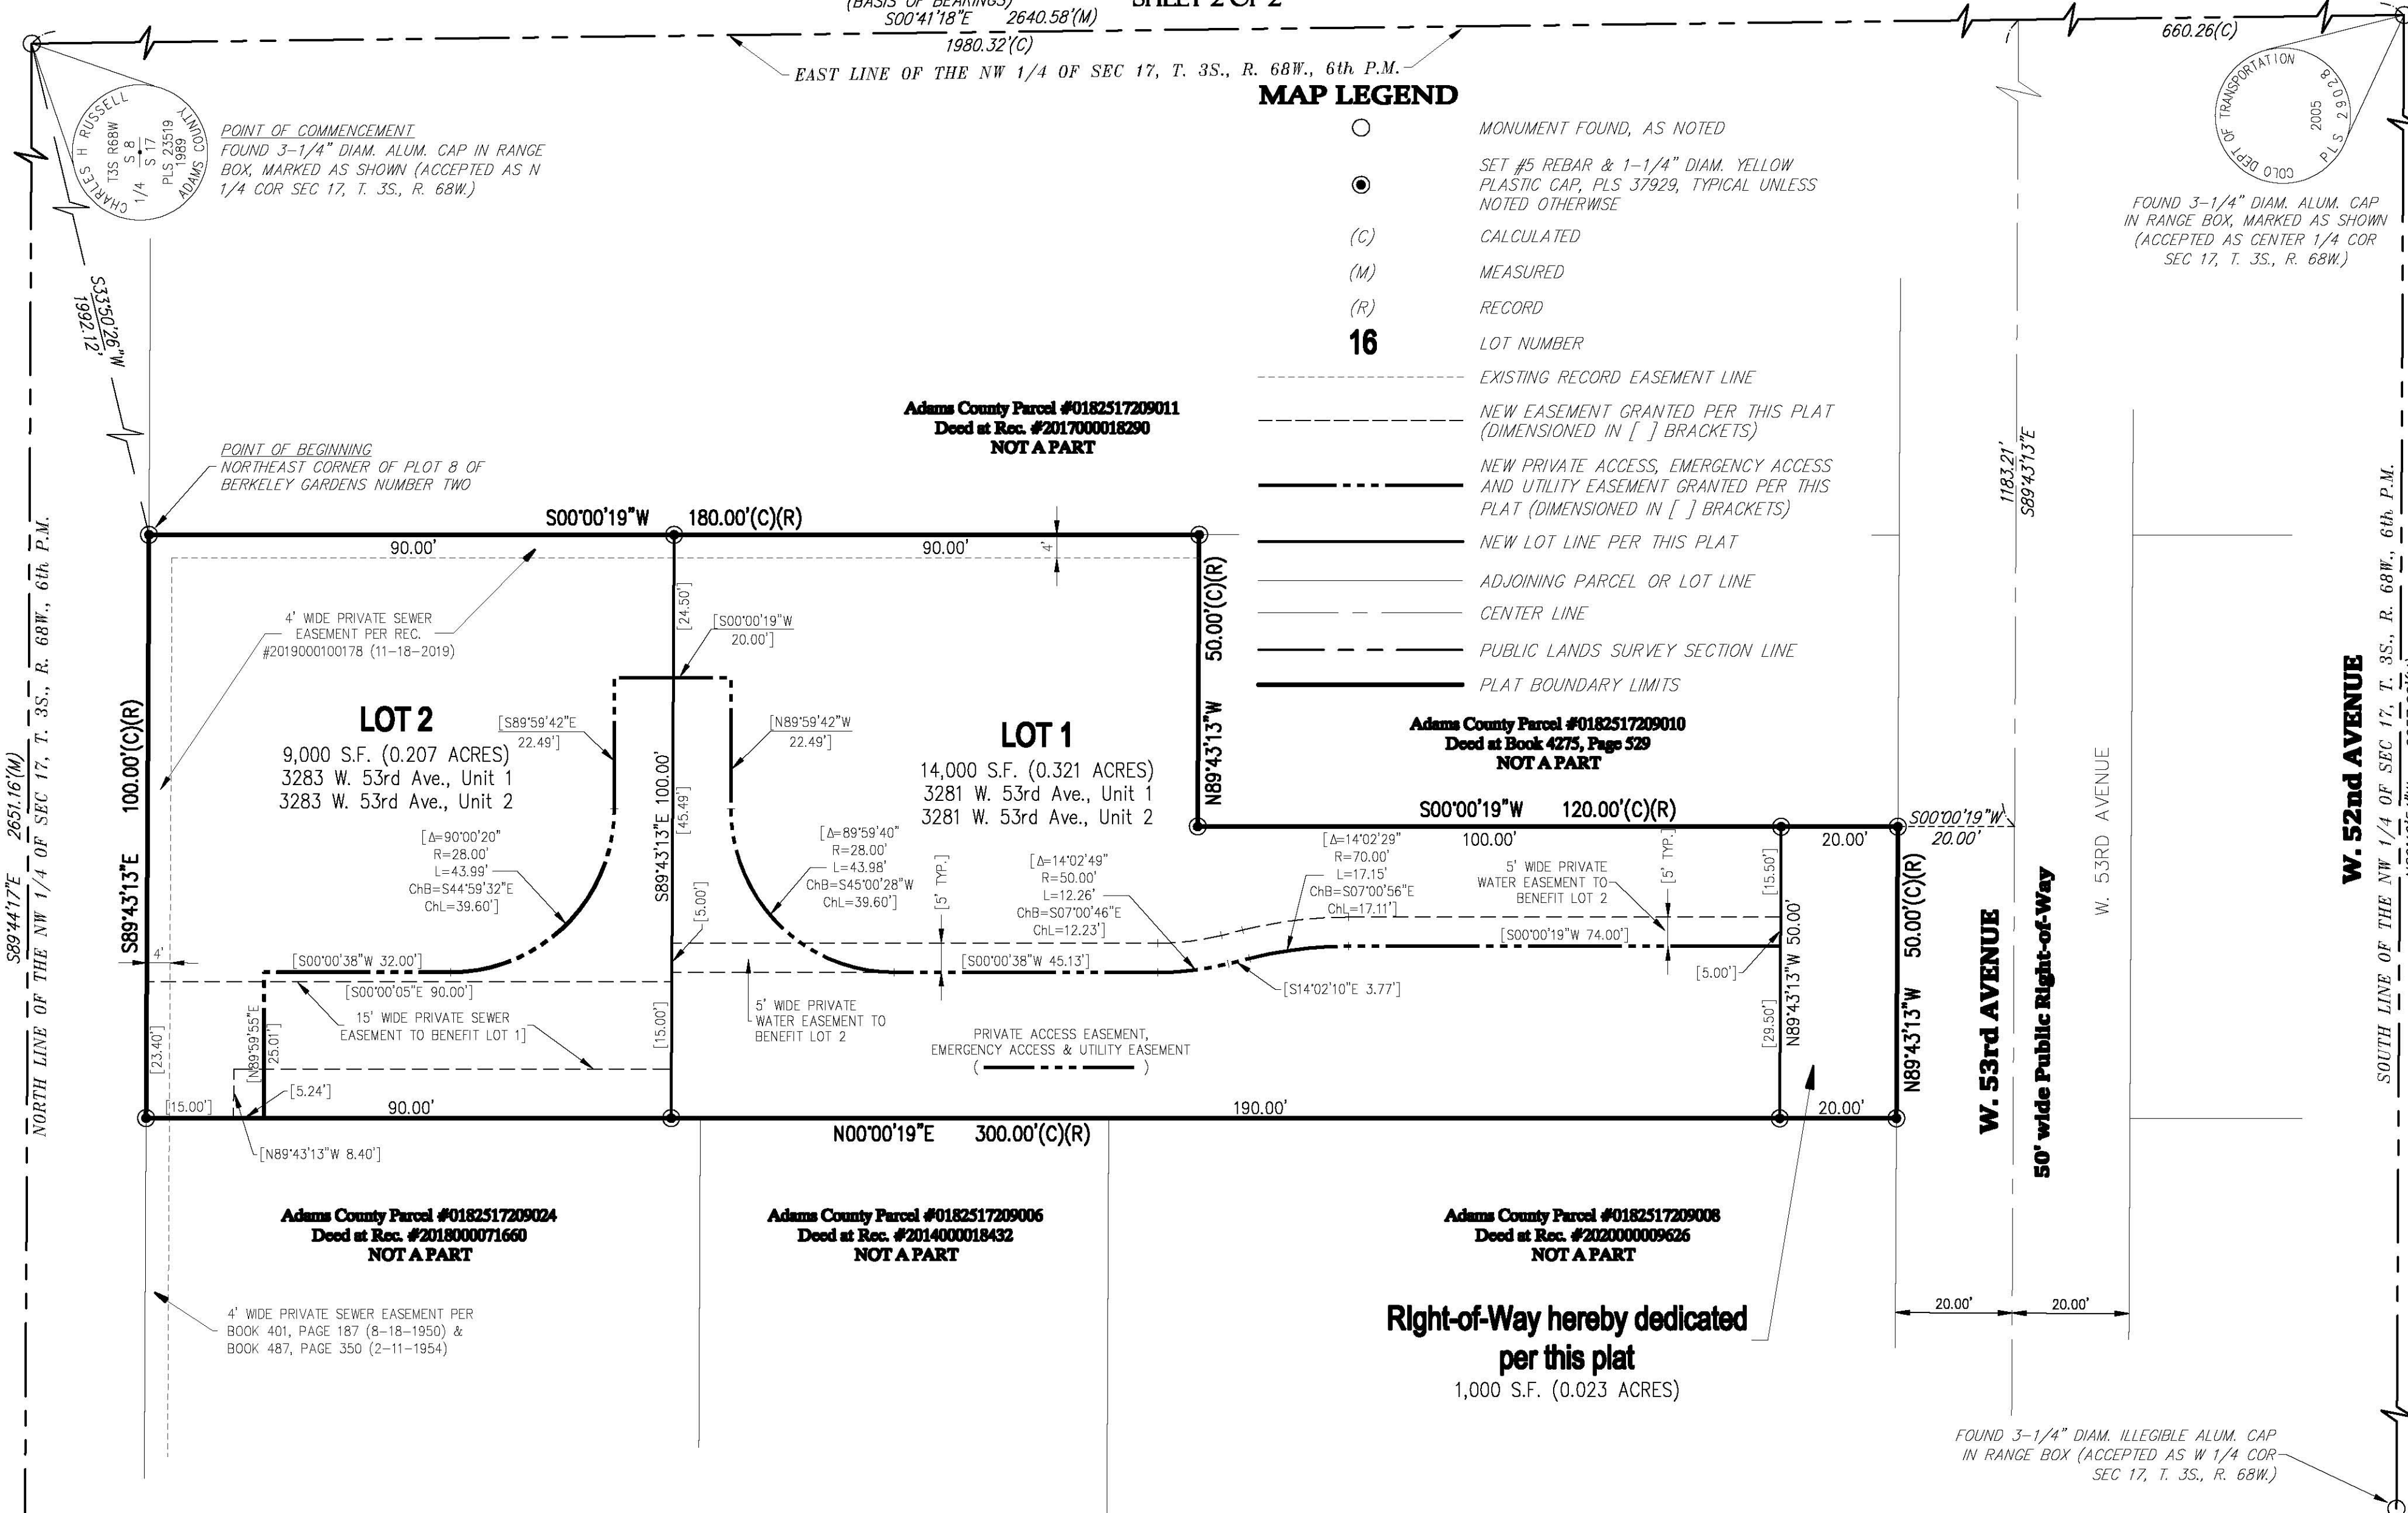 (BASIS OF BEARINGS)
S00°41'18"E 2640.58'(M)
SHEET 2 OF 2
1980.32'(C)
660.26(C)
EAST LINE OF THE NW 1/4 OF SEC 17, T. 3S., R. 68W., 6th P.M.
CHARLES H RUSSELL
T3S R68W
1/4 S 8
S 17
PLS 23519
1989
ADAMS COUNTY
POINT OF COMMENCEMENT
FOUND 3-1/4" DIAM. ALUM. CAP IN RANGE
BOX, MARKED AS SHOWN (ACCEPTED AS N
1/4 COR SEC 17, T. 3S., R. 68W.)
S33°50'26"W
1992.12'
MAP LEGEND
MONUMENT FOUND, AS NOTED
SET #5 REBAR & 1-1/4" DIAM. YELLOW
PLASTIC CAP, PLS 37929, TYPICAL UNLESS
NOTED OTHERWISE
(C) CALCULATED
(M) MEASURED
(R) RECORD
16 LOT NUMBER
EXISTING RECORD EASEMENT LINE
NEW EASEMENT GRANTED PER THIS PLAT
(DIMENSIONED IN [ ] BRACKETS)
NEW PRIVATE ACCESS, EMERGENCY ACCESS
AND UTILITY EASEMENT GRANTED PER THIS
PLAT (DIMENSIONED IN [ ] BRACKETS)
NEW LOT LINE PER THIS PLAT
ADJOINING PARCEL OR LOT LINE
CENTER LINE
PUBLIC LANDS SURVEY SECTION LINE
PLAT BOUNDARY LIMITS
COLO DEPT OF TRANSPORTATION
2005
PLS 26028
FOUND 3-1/4" DIAM. ALUM. CAP
IN RANGE BOX, MARKED AS SHOWN
(ACCEPTED AS CENTER 1/4 COR
SEC 17, T. 3S., R. 68W.)
Adams County Parcel #0182517209011
Deed at Rec. #2017000018290
NOT A PART
POINT OF BEGINNING
NORTHEAST CORNER OF PLOT 8 OF
BERKELEY GARDENS NUMBER TWO
S00°00'19"W 180.00'(C)(R)
90.00'
90.00'
4'
4' WIDE PRIVATE SEWER
EASEMENT PER REC.
#2019000100178 (11-18-2019)
[24.50']
[S00°00'19"W
20.00']
50.00'(C)(R)
N89°43'13"W
LOT 2
9,000 S.F. (0.207 ACRES)
3283 W. 53rd Ave., Unit 1
3283 W. 53rd Ave., Unit 2
[S89°59'42"E
22.49']
[N89°59'42"W
22.49']
LOT 1
14,000 S.F. (0.321 ACRES)
3281 W. 53rd Ave., Unit 1
3281 W. 53rd Ave., Unit 2
S89°43'13"E 100.00'
[45.49']
Adams County Parcel #0182517209010
Deed at Book 4275, Page 529
NOT A PART
S00°00'19"W 120.00'(C)(R)
100.00'
20.00'
S00°00'19"W
20.00'
1183.21'
S89°43'13"E
S89°43'13"E 100.00'(C)(R)
S89°44'17"E 2651.16'(M)
NORTH LINE OF THE NW 1/4 OF SEC 17, T. 3S., R. 68W., 6th P.M.
[Δ=90°00'20"
R=28.00'
L=43.99'
ChB=S44°59'32"E
ChL=39.60']
[Δ=89°59'40"
R=28.00'
L=43.98'
ChB=S45°00'28"W
ChL=39.60']
[Δ=14°02'49"
R=50.00'
L=12.26'
ChB=S07°00'46"E
ChL=12.23']
[Δ=14°02'29"
R=70.00'
L=17.15'
ChB=S07°00'56"E
ChL=17.11']
5' WIDE PRIVATE
WATER EASEMENT TO
BENEFIT LOT 2
[5' TYP.]
[5' TYP.]
[15.50']
[5.00']
4'
[S00°00'38"W 32.00']
[S00°00'05"E 90.00']
[S00°00'38"W 45.13']
[S00°00'19"W 74.00']
[5.00']
[S14°02'10"E 3.77']
15' WIDE PRIVATE SEWER
EASEMENT TO BENEFIT LOT 1]
5' WIDE PRIVATE
WATER EASEMENT TO
BENEFIT LOT 2
PRIVATE ACCESS EASEMENT,
EMERGENCY ACCESS & UTILITY EASEMENT
( )
[23.40']
[N89°59'55"E
25.01']
[15.00']
[29.50']
N89°43'13"W 50.00'
N89°43'13"W 50.00'(C)(R)
[5.24']
[15.00']
90.00'
190.00'
20.00'
N00°00'19"E 300.00'(C)(R)
[N89°43'13"W 8.40']
W. 53rd AVENUE
50' wide Public Right-of-Way
W. 53RD AVENUE
W. 52nd AVENUE
SOUTH LINE OF THE NW 1/4 OF SEC 17, T. 3S., R. 68W., 6th P.M.
Adams County Parcel #0182517209024
Deed at Rec. #2018000071660
NOT A PART
Adams County Parcel #0182517209006
Deed at Rec. #2014000018432
NOT A PART
Adams County Parcel #0182517209008
Deed at Rec. #2020000009626
NOT A PART
4' WIDE PRIVATE SEWER EASEMENT PER
BOOK 401, PAGE 187 (8-18-1950) &
BOOK 487, PAGE 350 (2-11-1954)
Right-of-Way hereby dedicated
per this plat
1,000 S.F. (0.023 ACRES)
20.00'
20.00'
FOUND 3-1/4" DIAM. ILLEGIBLE ALUM. CAP
IN RANGE BOX (ACCEPTED AS W 1/4 COR
SEC 17, T. 3S., R. 68W.)